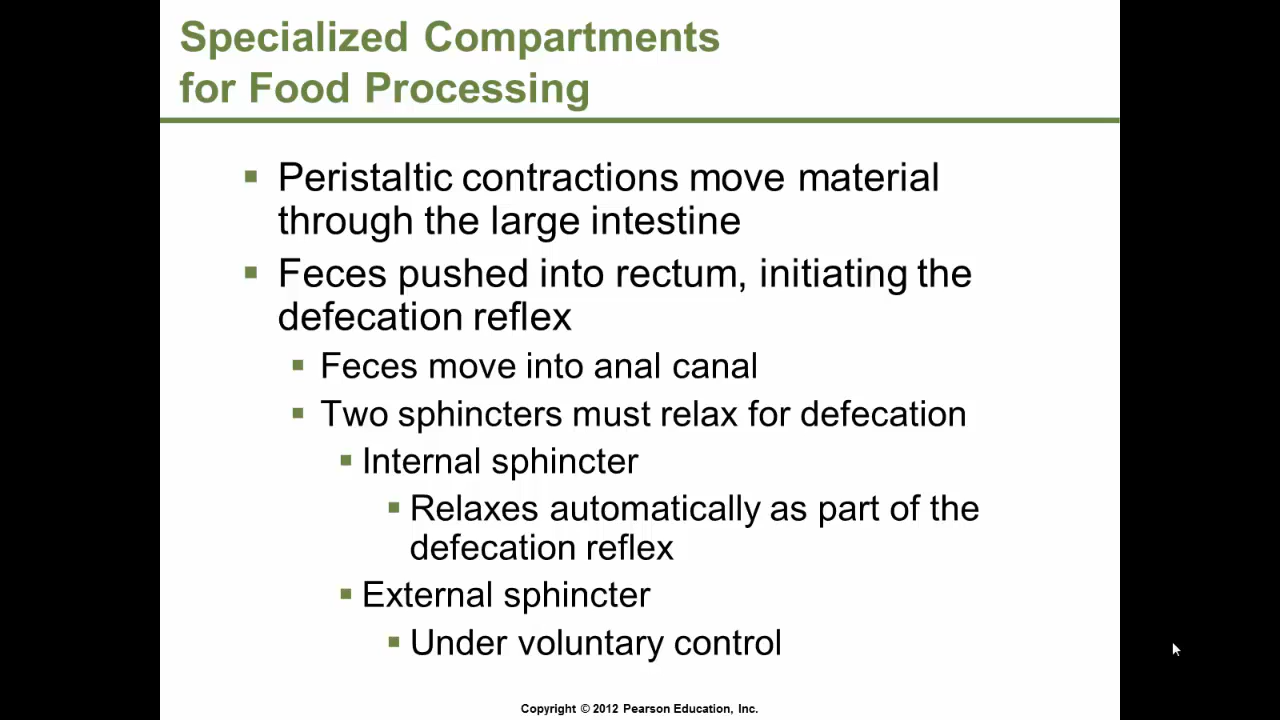 Specialized Compartments
for Food Processing
▪ Peristaltic contractions move material
through the large intestine
▪ Feces pushed into rectum, initiating the
defecation reflex
▪ Feces move into anal canal
▪ Two sphincters must relax for defecation
▪ Internal sphincter
▪ Relaxes automatically as part of the
defecation reflex
▪ External sphincter
▪ Under voluntary control
Copyright © 2012 Pearson Education, Inc.